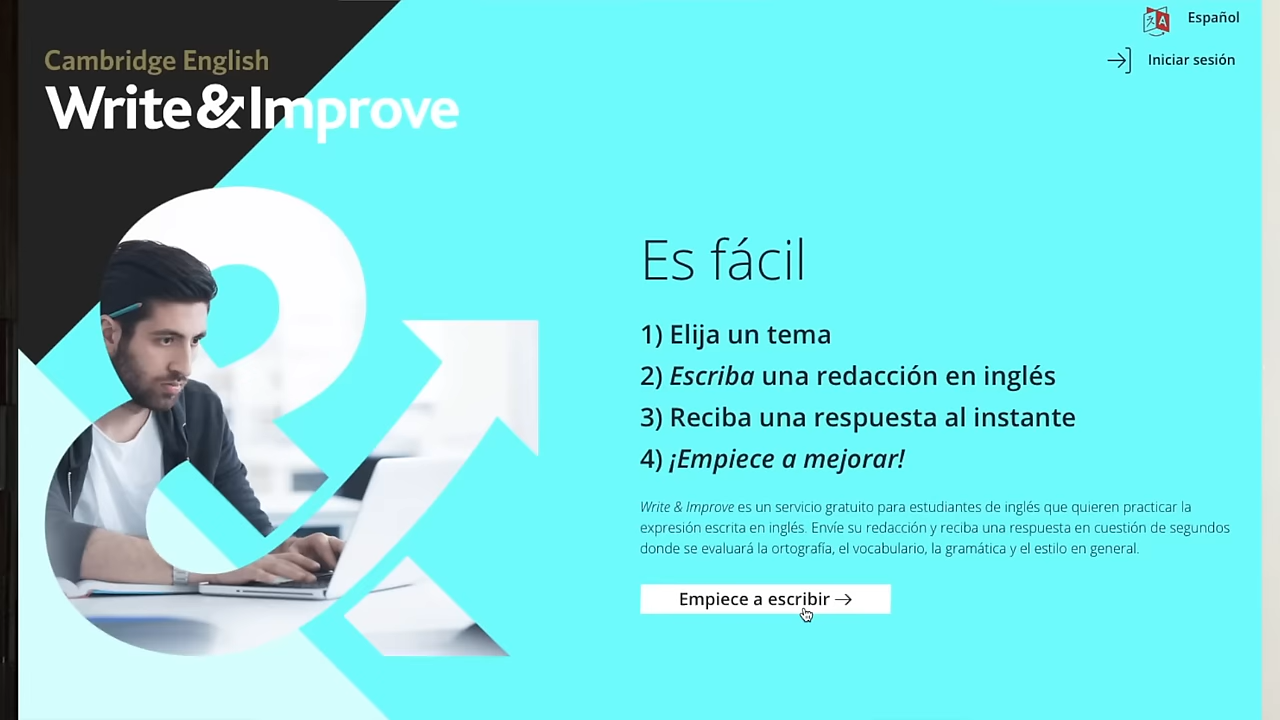 Español
Iniciar sesión
Cambridge English
Write&Improve
Es fácil
1) Elija un tema
2) Escriba una redacción en inglés
3) Reciba una respuesta al instante
4) ¡Empiece a mejorar!
Write & Improve es un servicio gratuito para estudiantes de inglés que quieren practicar la
expresión escrita en inglés. Envíe su redacción y reciba una respuesta en cuestión de segundos
donde se evaluará la ortografía, el vocabulario, la gramática y el estilo en general.
Empiece a escribir →